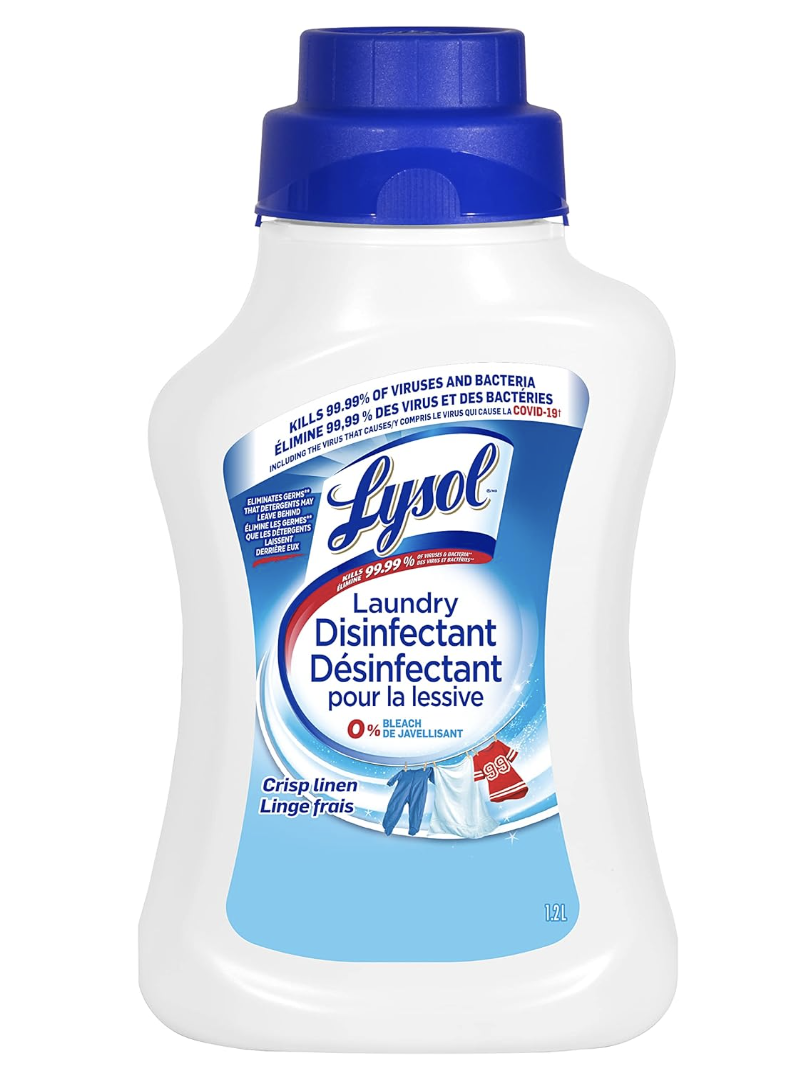 KILLS 99.99% OF VIRUSES AND BACTERIA
ÉLIMINE 99,99 % DES VIRUS ET DES BACTÉRIES
INCLUDING THE VIRUS THAT CAUSES/Y COMPRIS LE VIRUS QUI CAUSE LA COVID-19†
ELIMINATES GERMS**
THAT DETERGENTS MAY
LEAVE BEHIND
ÉLIMINE LES GERMES**
QUE LES DÉTERGENTS
LAISSENT
DERRIÈRE EUX
Lysol
KILLS
ÉLIMINE
99.99 %
OF VIRUSES & BACTERIA**
DES VIRUS ET BACTÉRIES**
Laundry
Disinfectant
Désinfectant
pour la lessive
0%
BLEACH
DE JAVELLISANT
99
Crisp linen
Linge frais
1.2 L